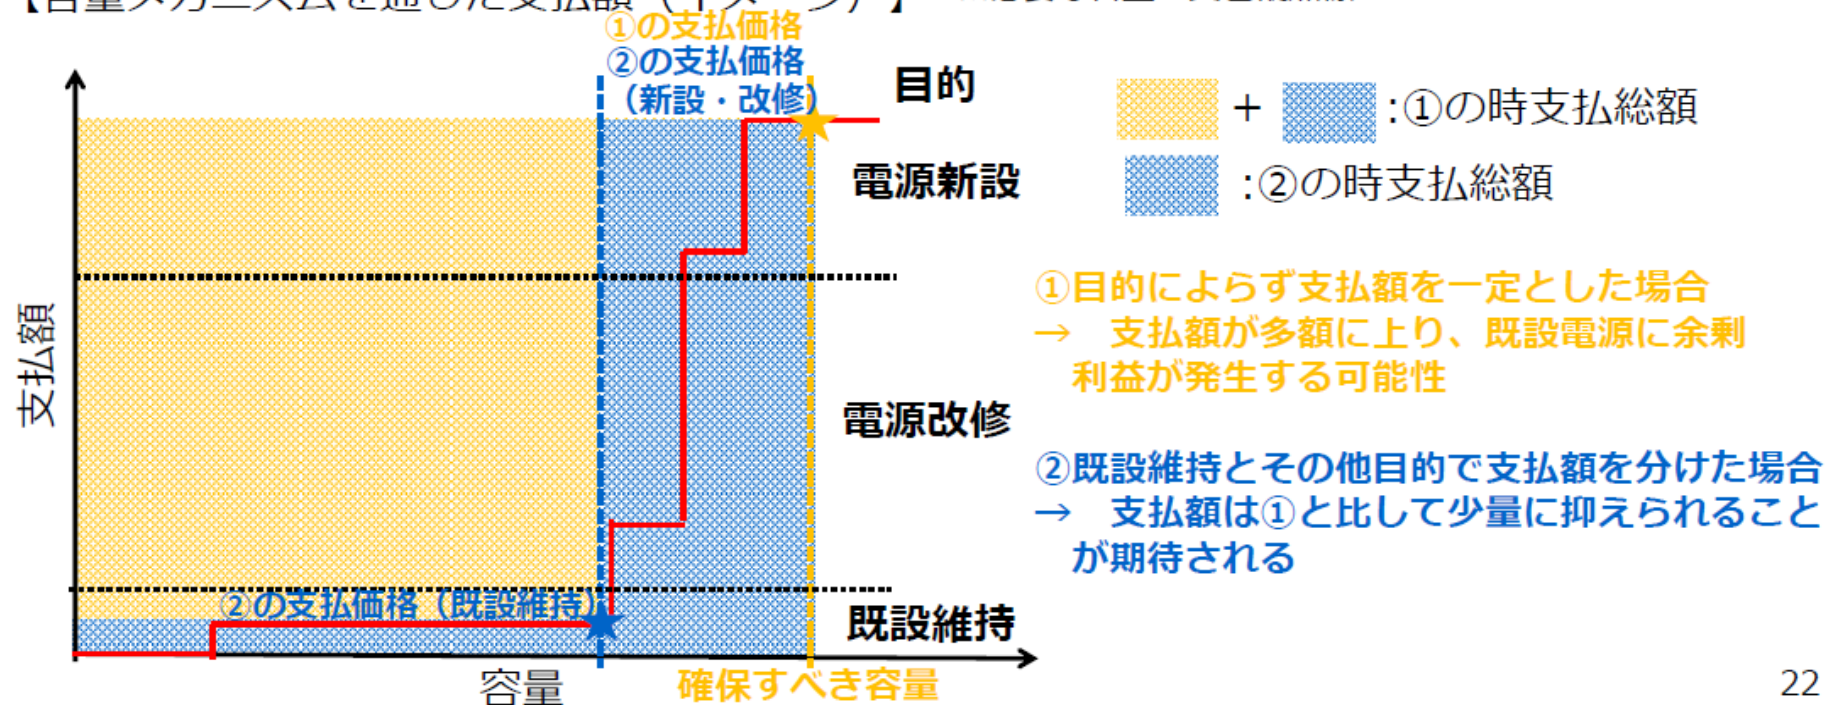 ①の支払価格
②の支払価格
（新設・改修）
目的
電源新設
電源改修
既設維持
支払額
②の支払価格（既設維持）
容量
確保すべき容量
+ :①の時支払総額
:②の時支払総額
①目的によらず支払額を一定とした場合
→　支払額が多額に上り、既設電源に余剰
利益が発生する可能性
②既設維持とその他目的で支払額を分けた場合
→　支払額は①と比して少量に抑えられること
が期待される
22